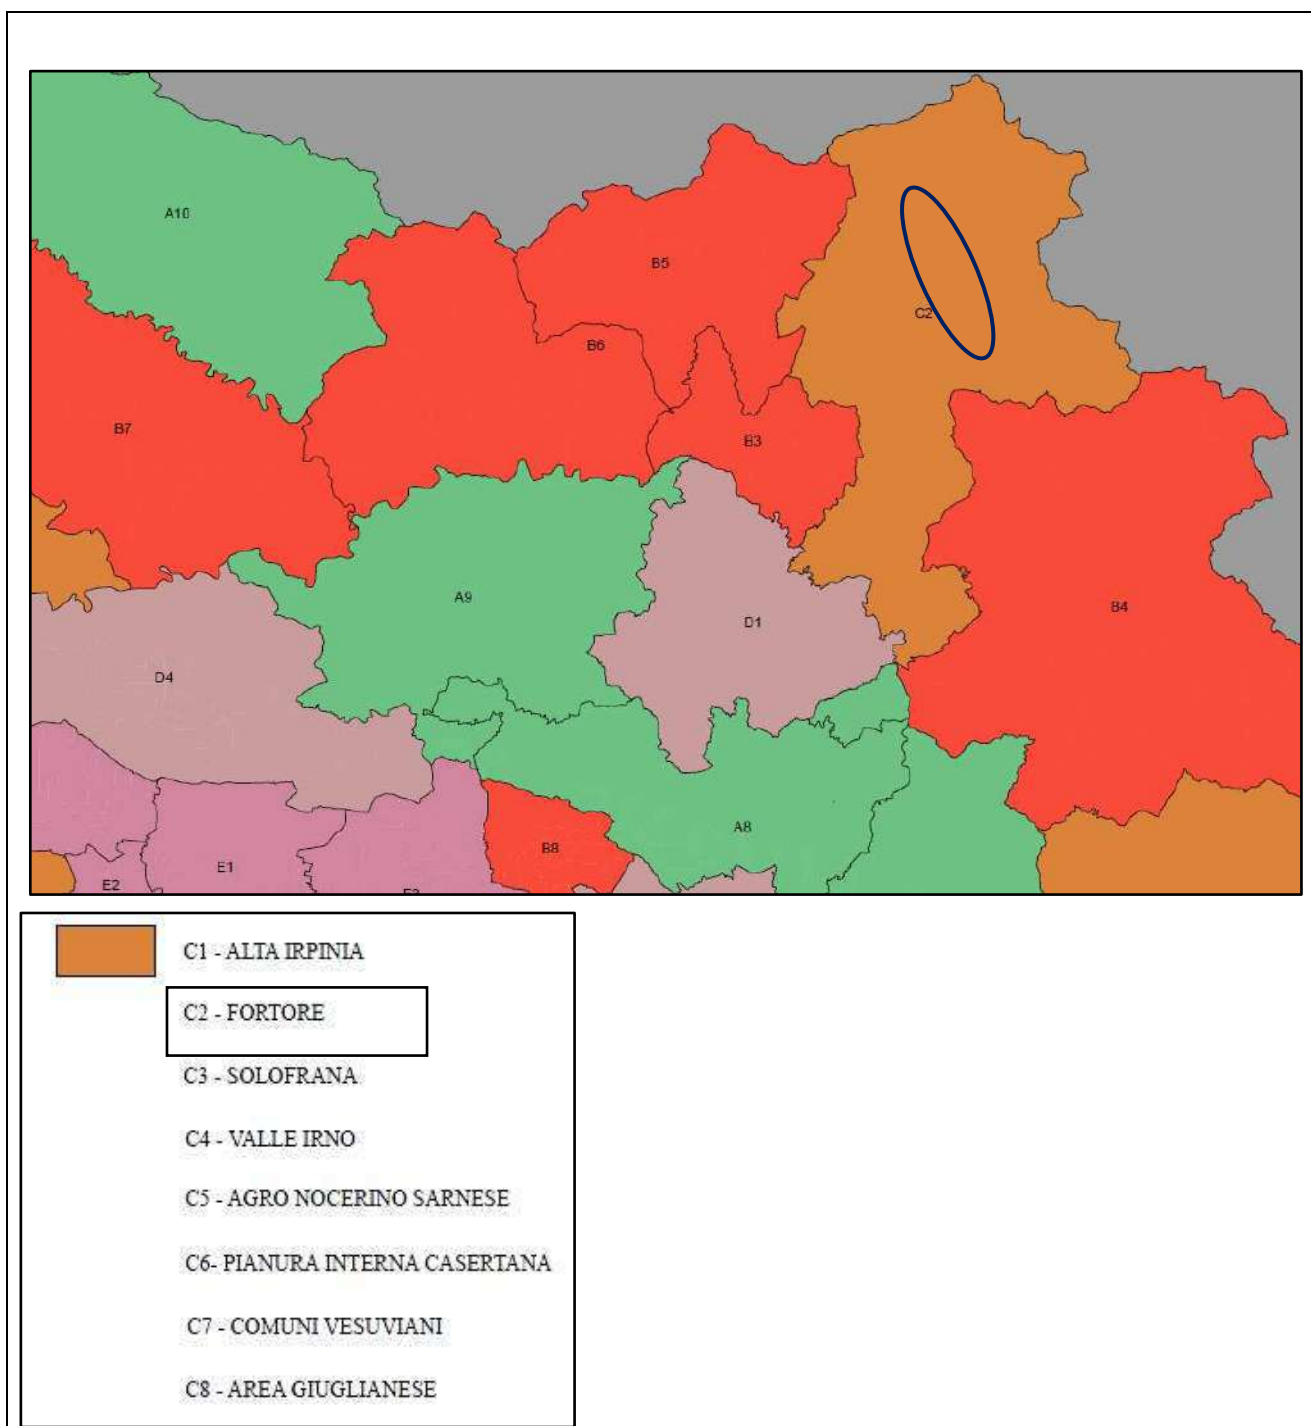 A10
B5
C2
B6
B7
B3
A9
B4
D1
D4
A8
B8
E1
E2
C1 - ALTA IRPINIA
C2 - FORTORE
C3 - SOLOFRANA
C4 - VALLE IRNO
C5 - AGRO NOCERINO SARNESE
C6- PIANURA INTERNA CASERTANA
C7 - COMUNI VESUVIANI
C8 - AREA GIUGLIANESE